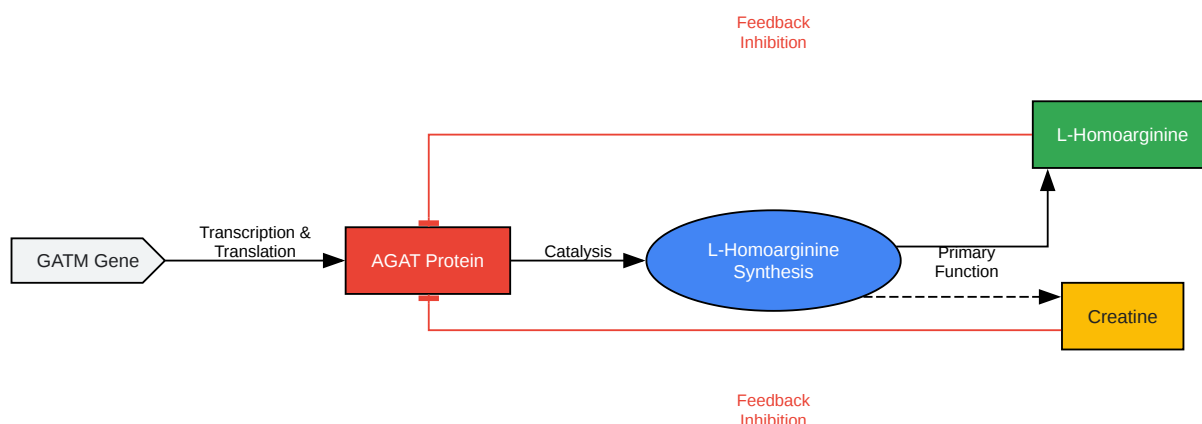 Feedback
Inhibition
L-Homoarginine
Transcription &
Translation
GATM Gene
AGAT Protein
Catalysis
L-Homoarginine
Synthesis
Primary
Function
Creatine
Feedback
Inhibition